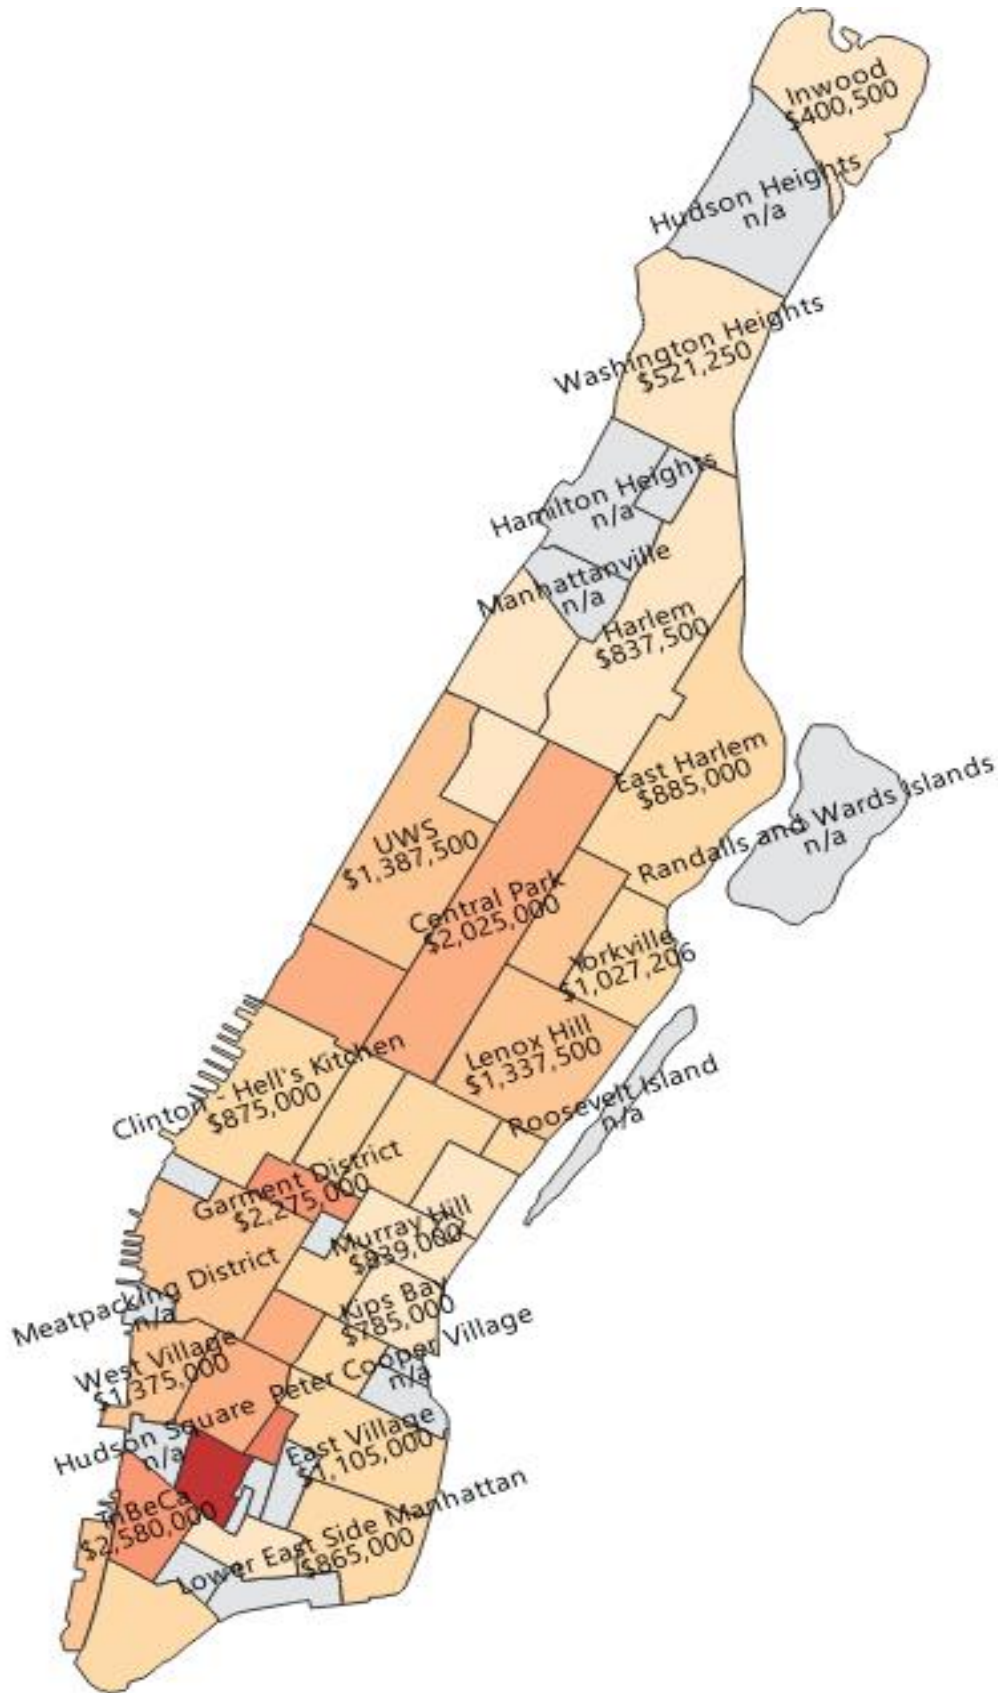 Inwood
$400,500
Hudson Heights
n/a
Washington Heights
$521,250
Hamilton Heights
n/a
Manhattanville
n/a
Harlem
$837,500
East Harlem
$885,000
Randalls and Wards Islands
n/a
UWS
$1,387,500
Central Park
$2,025,000
Yorkville
$1,027,206
Lenox Hill
$1,337,500
Roosevelt Island
n/a
Clinton - Hell's Kitchen
$875,000
Garment District
$2,275,000
Murray Hill
$939,000
Meatpacking District
n/a
Kips Bay
$785,000
West Village
$1,375,000
Peter Cooper Village
n/a
Hudson Square
n/a
East Village
$1,105,000
TriBeCa
$2,580,000
Lower East Side Manhattan
$865,000